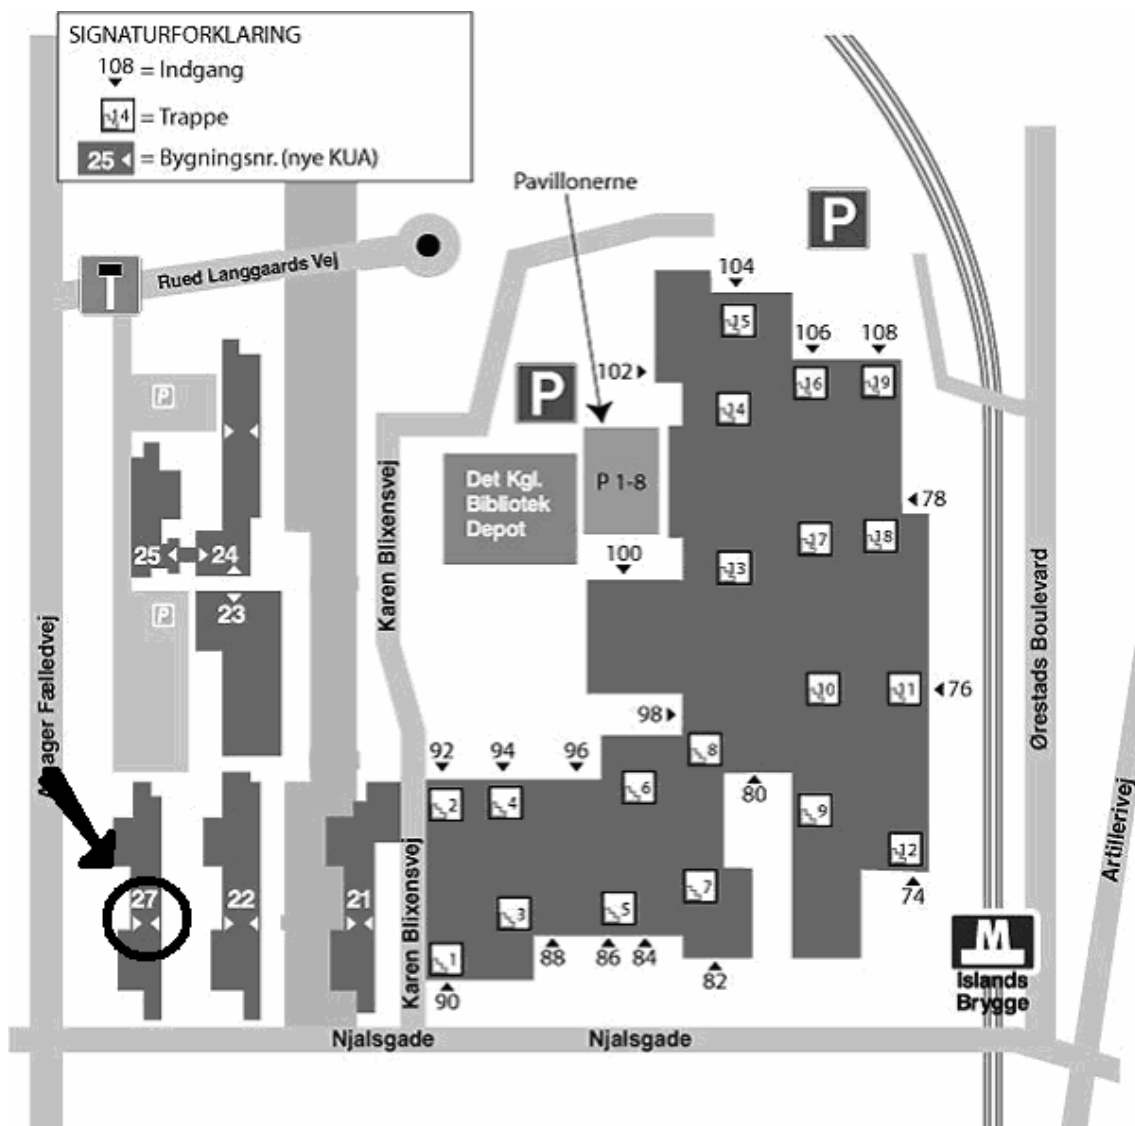 SIGNATURFORKLARING
108 = Indgang
14 = Trappe
25 = Bygningsnr. (nye KUA)
Pavillonerne
P
Rued Langgaards Vej
104
15
106
108
102
16
19
P
14
P
Det Kgl.
Bibliotek
Depot
P 1-8
78
Karen Blixensvej
25
24
100
17
18
13
Ørestads Boulevard
P
23
10
11
76
98
ager Fælledvej
92
94
96
8
2
4
6
80
9
12
Artillerivej
74
27
22
21
Karen Blixensvej
3
5
7
1
88
86
84
82
90
M
Islands
Brygge
Njalsgade
Njalsgade